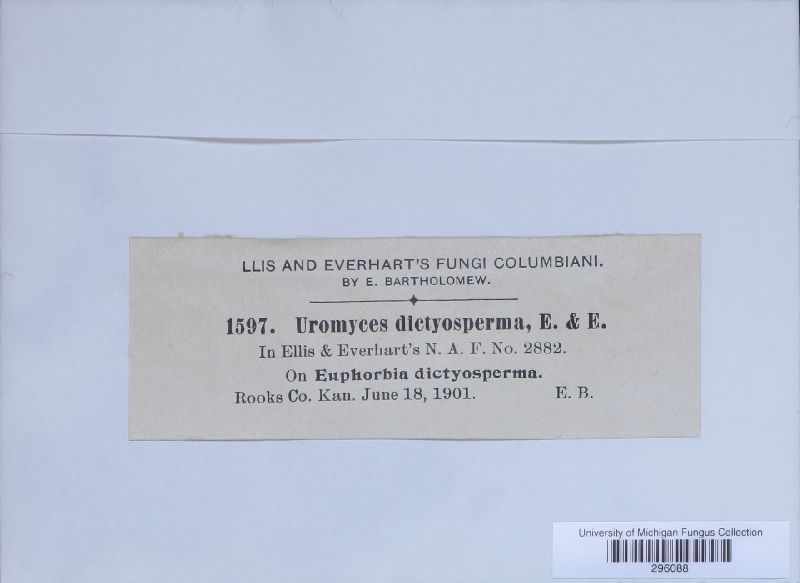 LLIS AND EVERHART'S FUNGI COLUMBIANI.
BY E. BARTHOLOMEW.
1597. Uromyces dictyosperma, E. & E.
In Ellis & Everhart's N. A. F. No. 2882.
On Euphorbia dictyosperma.
Rooks Co. Kan. June 18, 1901. E. B.
University of Michigan Fungus Collection
296088